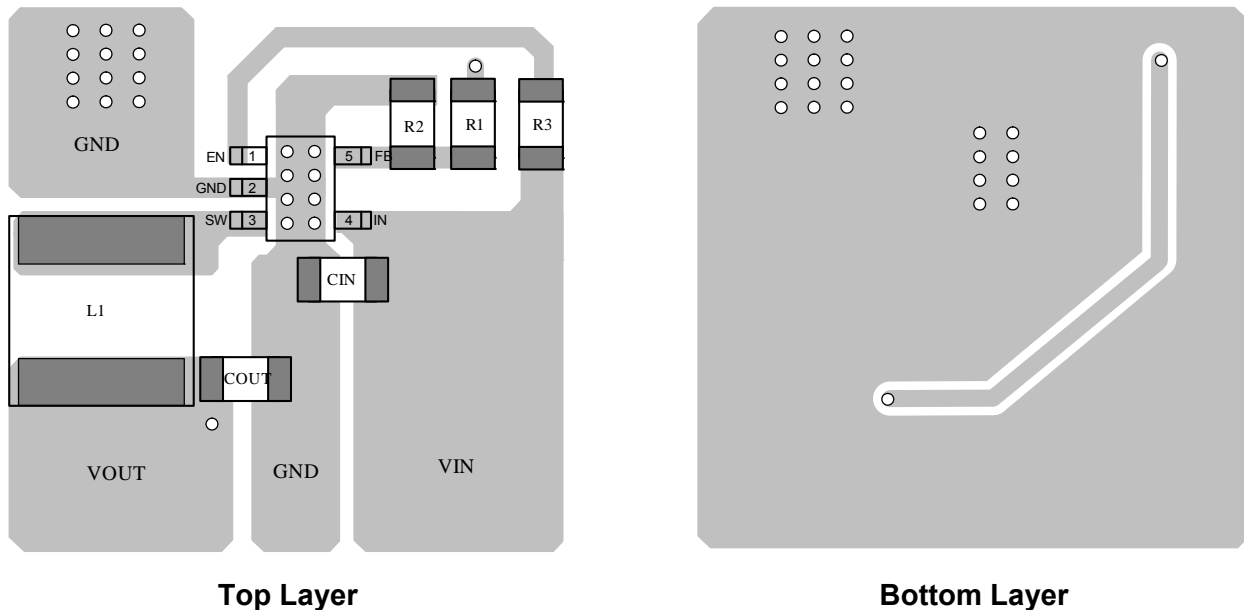 GND
R2
R1
R3
EN
1
5
FB
GND
2
SW
3
4
IN
CIN
L1
COUT
VOUT
GND
VIN
Top Layer
Bottom Layer